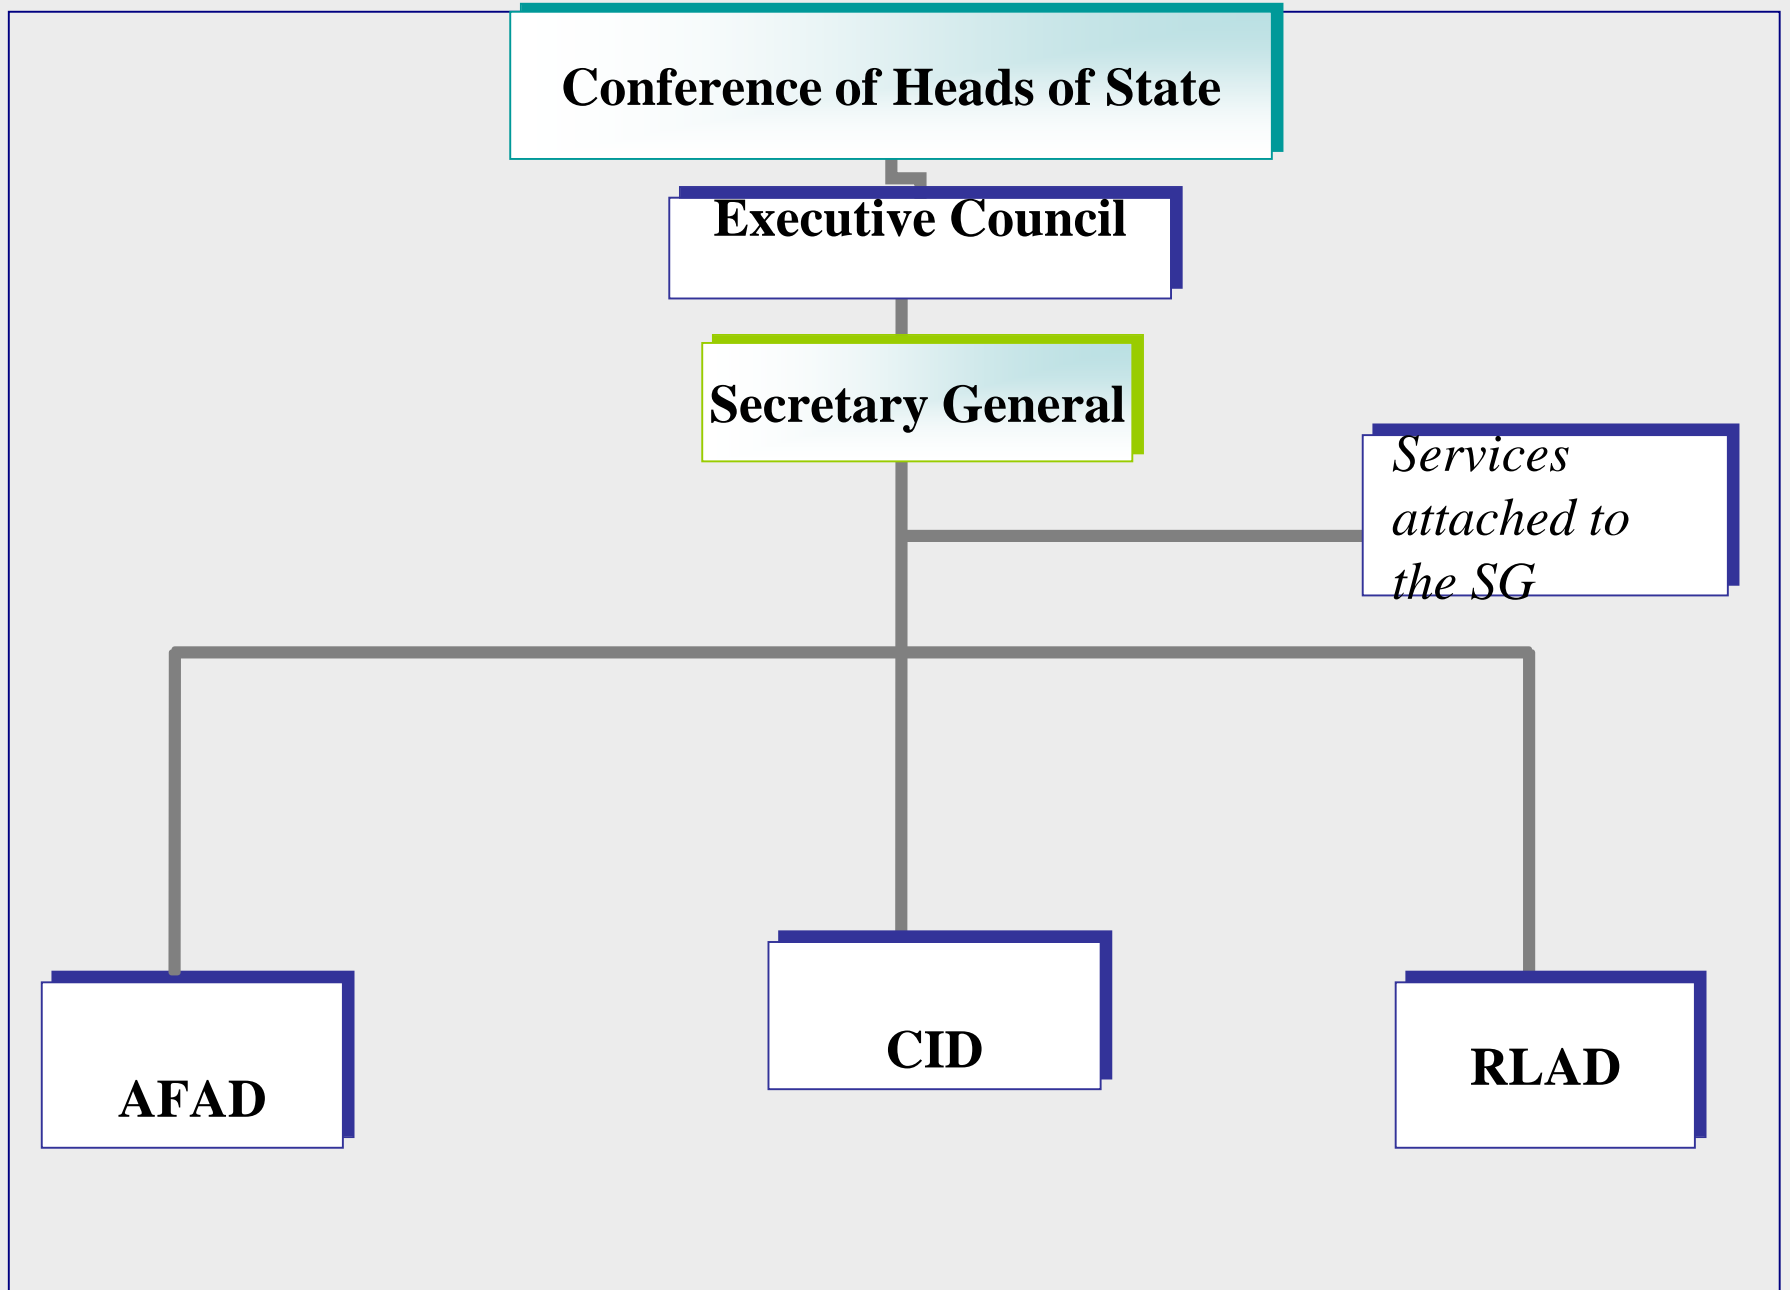 Conference of Heads of State
Executive Council
Secretary General
Services
attached to
the SG
AFAD
CID
RLAD